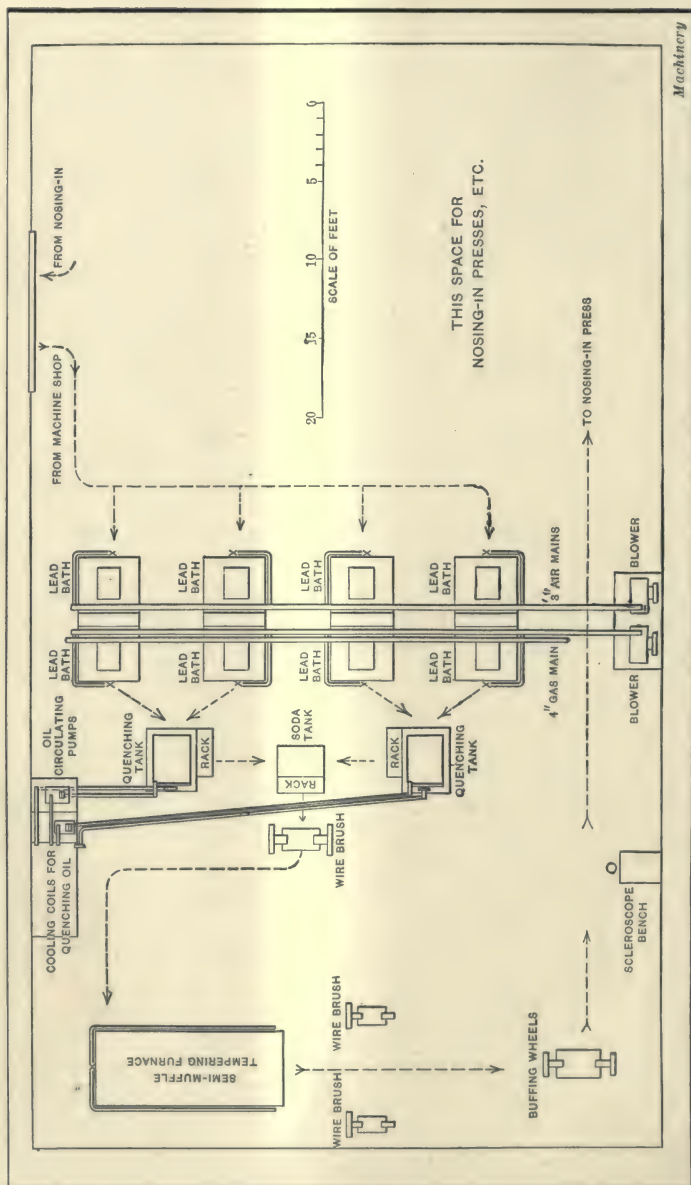 FROM NOSING-IN
FROM MACHINE SHOP
0
5
10
15
20
SCALE OF FEET
THIS SPACE FOR
NOSING-IN PRESSES, ETC.
TO NOSING-IN PRESS
LEAD
BATH
LEAD
BATH
LEAD
BATH
LEAD
BATH
LEAD
BATH
LEAD
BATH
LEAD
BATH
LEAD
BATH
8" AIR MAINS
4" GAS MAIN
BLOWER
BLOWER
OIL
CIRCULATING
PUMPS
QUENCHING
TANK
RACK
SODA
TANK
RACK
RACK
QUENCHING
TANK
COOLING COILS FOR
QUENCHING OIL
WIRE BRUSH
SEMI-MUFFLE
TEMPERING FURNACE
WIRE BRUSH
WIRE BRUSH
BUFFING WHEELS
SCLEROSCOPE
BENCH
Machinery